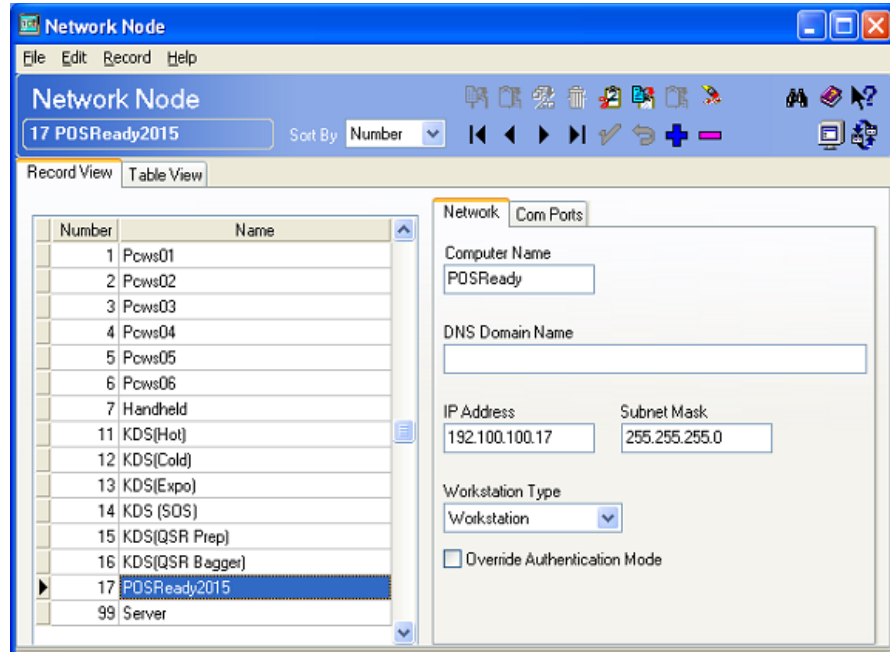 Network Node
File Edit Record Help
Network Node
17 POSReady2015
Sort By Number
Record View Table View
Number Name
1 Pcws01
2 Pcws02
3 Pcws03
4 Pcws04
5 Pcws05
6 Pcws06
7 Handheld
11 KDS(Hot)
12 KDS(Cold)
13 KDS(Expo)
14 KDS (SOS)
15 KDS(QSR Prep)
16 KDS(QSR Bagger)
17 POSReady2015
99 Server
Network Com Ports
Computer Name
POSReady
DNS Domain Name
IP Address Subnet Mask
192.100.100.17 255.255.255.0
Workstation Type
Workstation
Override Authentication Mode